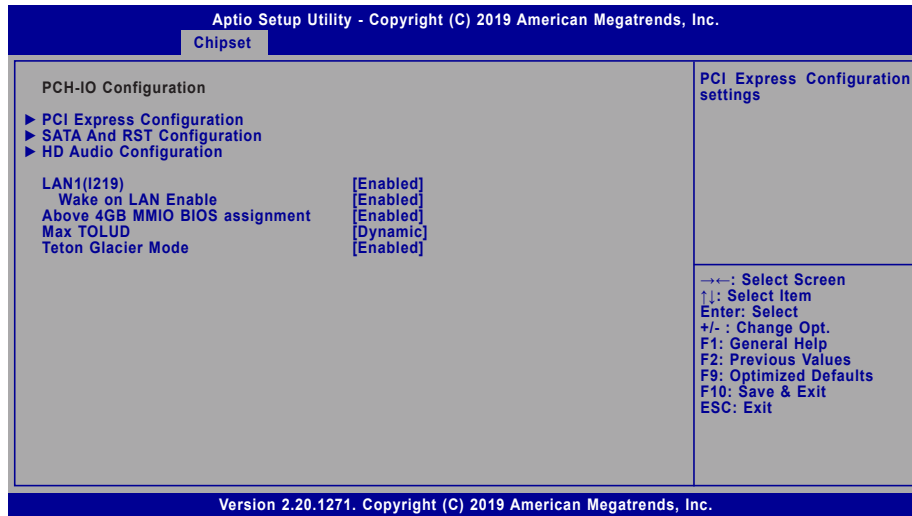 Aptio Setup Utility - Copyright (C) 2019 American Megatrends, Inc.
Chipset
PCH-IO Configuration
► PCI Express Configuration
► SATA And RST Configuration
► HD Audio Configuration
LAN1(I219) [Enabled]
Wake on LAN Enable [Enabled]
Above 4GB MMIO BIOS assignment [Enabled]
Max TOLUD [Dynamic]
Teton Glacier Mode [Enabled]
PCI Express Configuration
settings
→←: Select Screen
↑↓: Select Item
Enter: Select
+/- : Change Opt.
F1: General Help
F2: Previous Values
F9: Optimized Defaults
F10: Save & Exit
ESC: Exit
Version 2.20.1271. Copyright (C) 2019 American Megatrends, Inc.